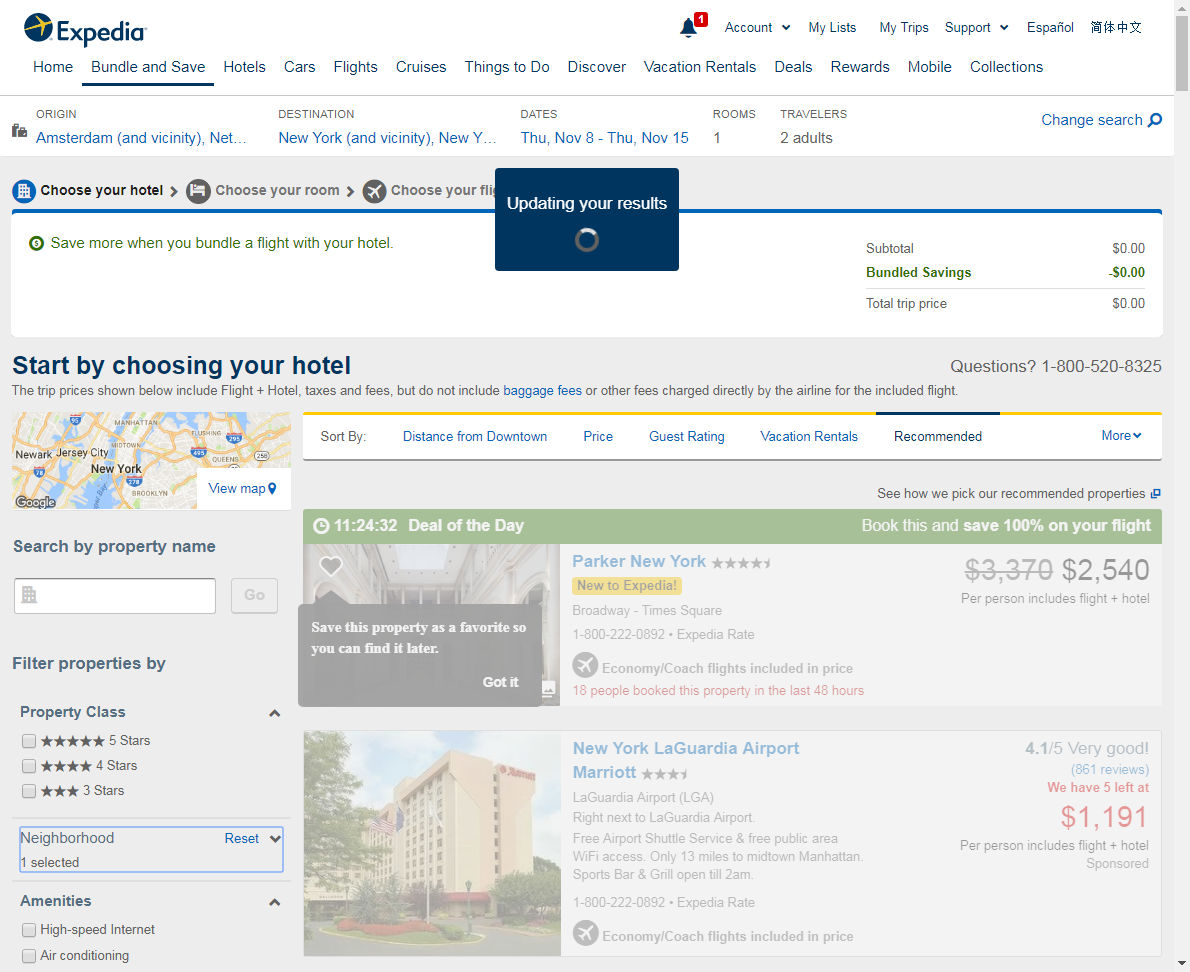 Expedia
1
Account
My Lists
My Trips
Support
Español
简体中文
Home
Bundle and Save
Hotels
Cars
Flights
Cruises
Things to Do
Discover
Vacation Rentals
Deals
Rewards
Mobile
Collections
ORIGIN
DESTINATION
DATES
ROOMS
TRAVELERS
Amsterdam (and vicinity), Net…
New York (and vicinity), New Y…
Thu, Nov 8 - Thu, Nov 15
1
2 adults
Change search
Choose your hotel
Choose your room
Choose your flig
Updating your results
Save more when you bundle a flight with your hotel.
Subtotal $0.00
Bundled Savings -$0.00
Total trip price $0.00
Start by choosing your hotel
Questions? 1-800-520-8325
The trip prices shown below include Flight + Hotel, taxes and fees, but do not include baggage fees or other fees charged directly by the airline for the included flight.
MANHATTAN
95
FLUSHING
295
MIDTOWN
495
QUEENS
258
Newark
Jersey City
New York
78
278
BROOKLYN
Google
View map
Sort By:
Distance from Downtown
Price
Guest Rating
Vacation Rentals
Recommended
More
See how we pick our recommended properties
Search by property name
Go
Filter properties by
Property Class
5 Stars
4 Stars
3 Stars
Neighborhood
Reset
1 selected
Amenities
High-speed Internet
Air conditioning
11:24:32 Deal of the Day
Book this and save 100% on your flight
Save this property as a favorite so
you can find it later.
Got it
Parker New York
New to Expedia!
Broadway - Times Square
1-800-222-0892 • Expedia Rate
Economy/Coach flights included in price
18 people booked this property in the last 48 hours
$3,370 $2,540
Per person includes flight + hotel
New York LaGuardia Airport
Marriott
LaGuardia Airport (LGA)
Right next to LaGuardia Airport.
Free Airport Shuttle Service & free public area
WiFi access. Only 13 miles to midtown Manhattan.
Sports Bar & Grill open till 2am.
1-800-222-0892 • Expedia Rate
Economy/Coach flights included in price
4.1/5 Very good!
(861 reviews)
We have 5 left at
$1,191
Per person includes flight + hotel
Sponsored